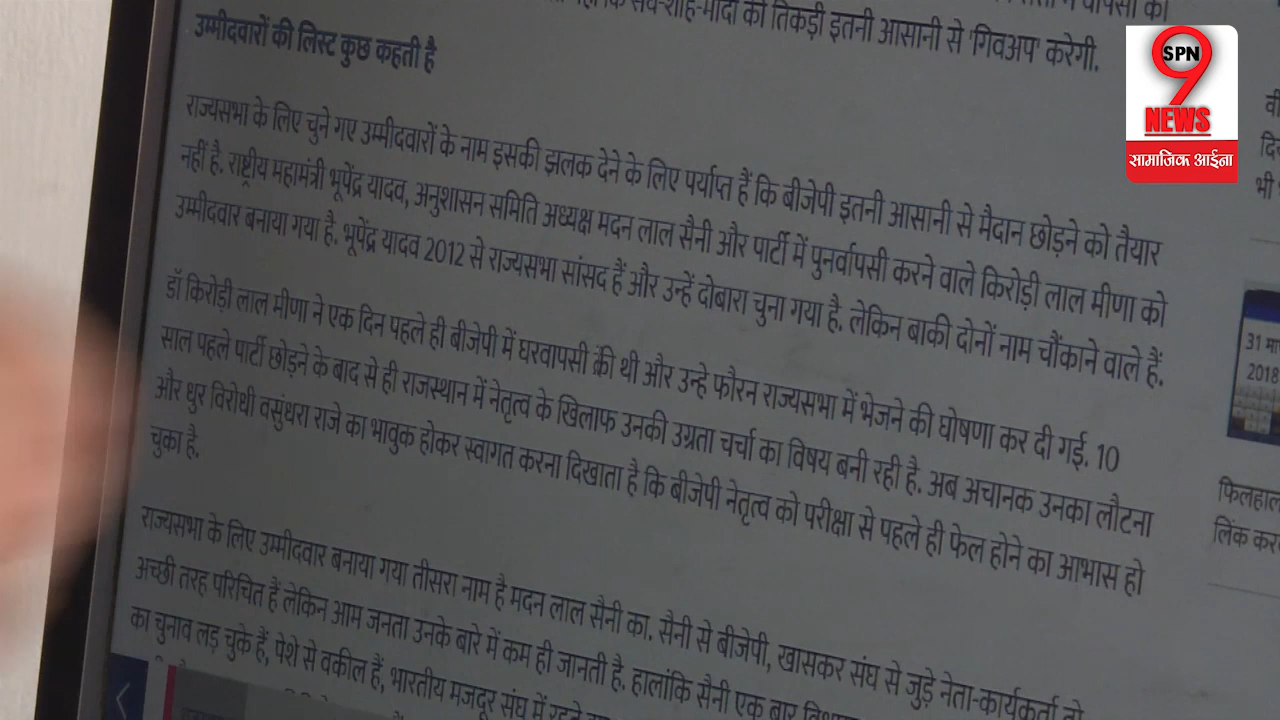 कि संघ-शाह-मोदी की तिकड़ी इतनी आसानी से 'गिवअप' करेगी.
उम्मीदवारों की लिस्ट कुछ कहती है
राज्यसभा के लिए चुने गए उम्मीदवारों के नाम इसकी झलक देने के लिए पर्याप्त हैं कि बीजेपी इतनी आसानी से मैदान छोड़ने को तैयार
नहीं है. राष्ट्रीय महामंत्री भूपेंद्र यादव, अनुशासन समिति अध्यक्ष मदन लाल सैनी और पार्टी में पुनर्वापसी करने वाले किरोड़ी लाल मीणा को
उम्मीदवार बनाया गया है. भूपेंद्र यादव 2012 से राज्यसभा सांसद हैं और उन्हें दोबारा चुना गया है. लेकिन बाकी दोनों नाम चौंकाने वाले हैं.
डॉ किरोड़ी लाल मीणा ने एक दिन पहले ही बीजेपी में घरवापसी की थी और उन्हे फौरन राज्यसभा में भेजने की घोषणा कर दी गई. 10
साल पहले पार्टी छोड़ने के बाद से ही राजस्थान में नेतृत्व के खिलाफ उनकी उग्रता चर्चा का विषय बनी रही है. अब अचानक उनका लौटना
और धुर विरोधी वसुंधरा राजे का भावुक होकर स्वागत करना दिखाता है कि बीजेपी नेतृत्व को परीक्षा से पहले ही फेल होने का आभास हो
चुका है.
राज्यसभा के लिए उम्मीदवार बनाया गया तीसरा नाम है मदन लाल सैनी का. सैनी से बीजेपी, खासकर संघ से जुड़े नेता-कार्यकर्ता तो
अच्छी तरह परिचित हैं लेकिन आम जनता उनके बारे में कम ही जानती है. हालांकि सैनी एक बार
का चुनाव लड़ चुके हैं, पेशे से वकील हैं, भारतीय मजदूर संघ में
SPN
9
NEWS
सामाजिक आईना
भी
31
2018
फिलहाल
लिंक